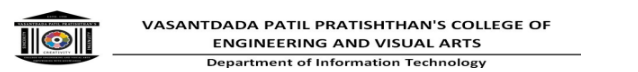 VASANTDADA PATIL PRATISHTHAN'S COLLEGE OF
ENGINEERING AND VISUAL ARTS
Department of Information Technology